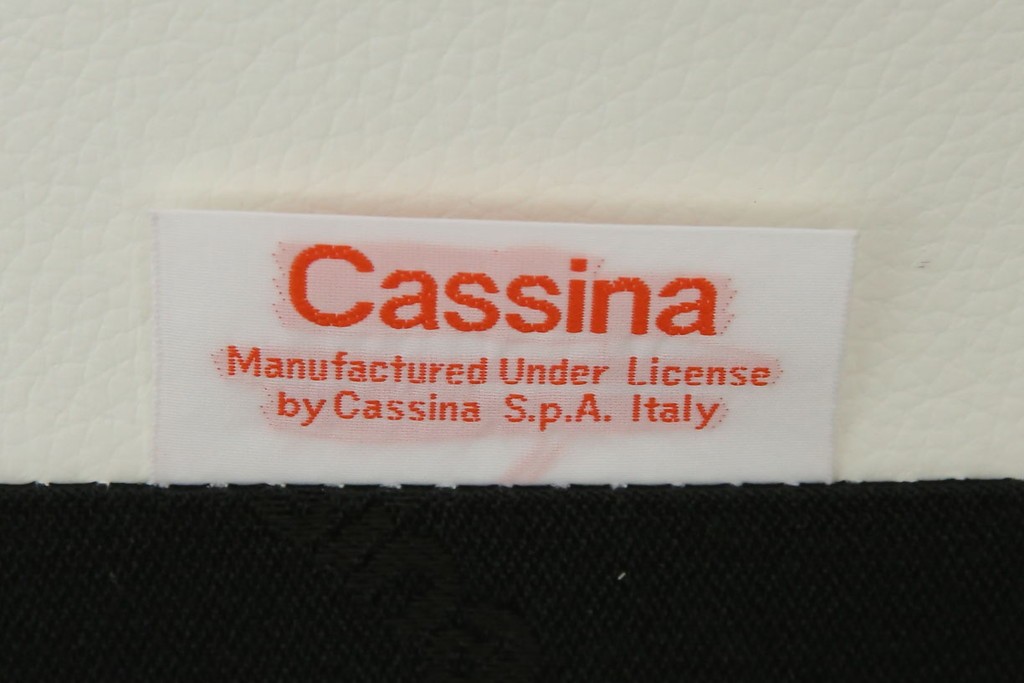 Cassina
Manufactured Under License
by Cassina S.p.A. Italy